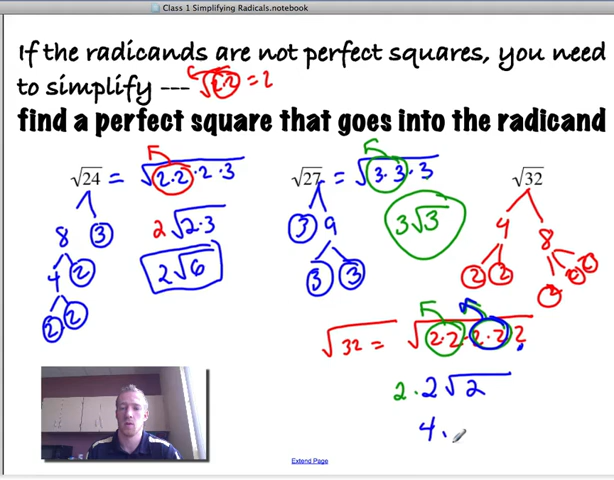 Class 1 Simplifying Radicals.notebook
If the radicands are not perfect squares, you need
to simplify --- √2·2 = 2
find a perfect square that goes into the radicand
√24 = √2·2·2·3
8 3
4 2
2 2
2√2·3
2√6
√27 = √3·3·3
3 9
3 3
3√3
√32
4 8
2 2 2 2 2
√32 = √2·2·2·2·2
2·2√2
4·
Extend Page